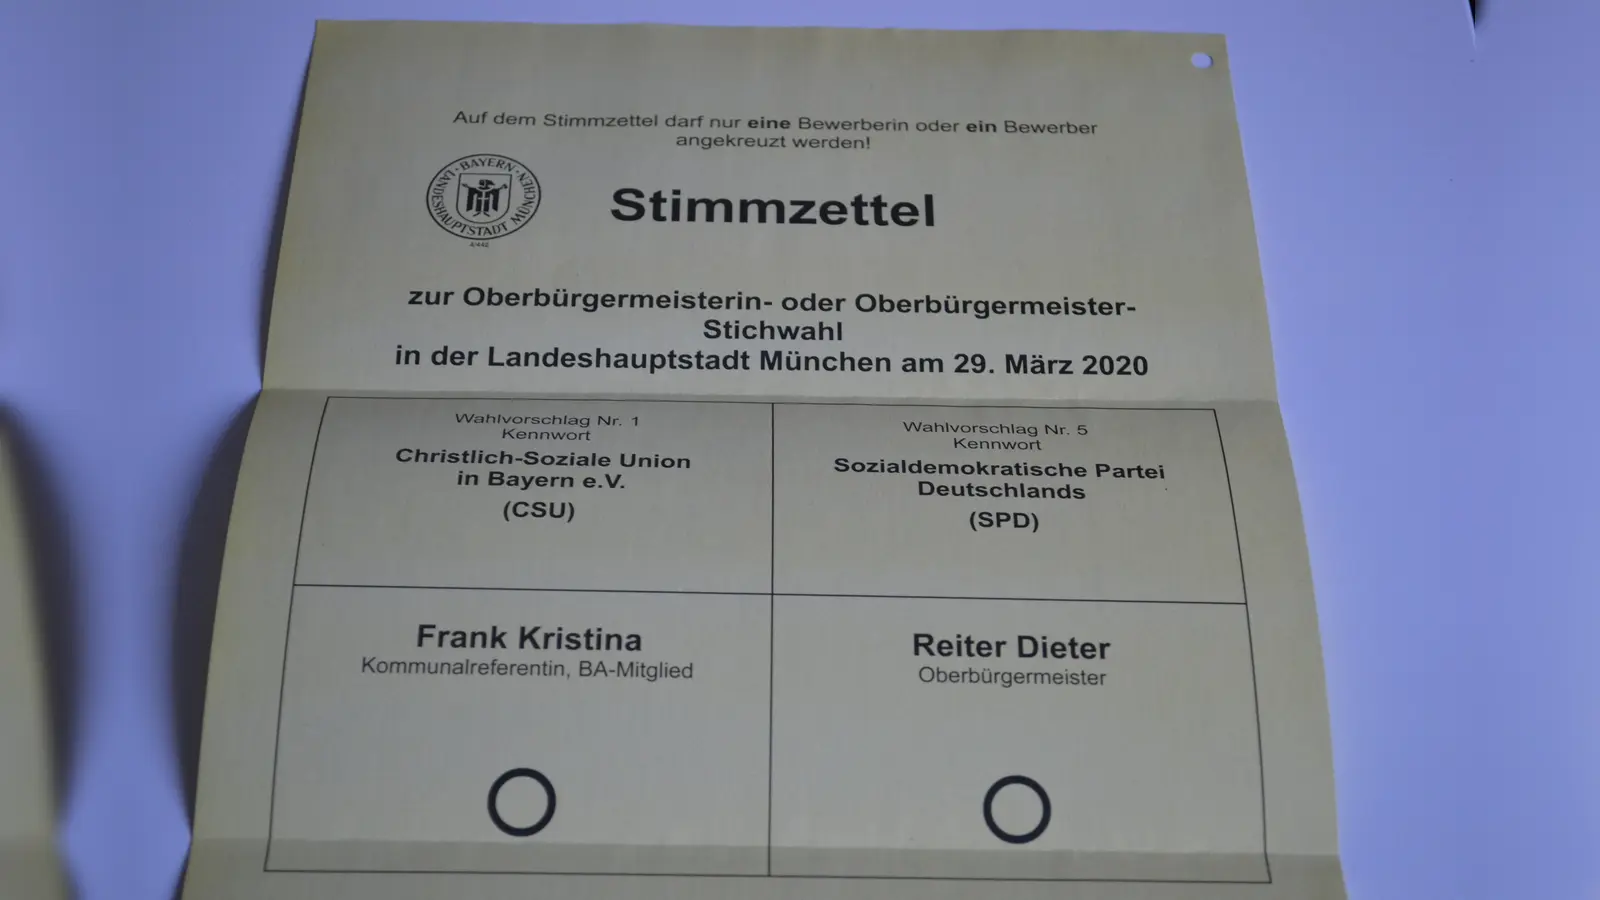 Auf dem Stimmzettel darf nur eine Bewerberin oder ein Bewerber
angekreuzt werden!
BAYERN · LANDESHAUPTSTADT MÜNCHEN ·
Stimmzettel
zur Oberbürgermeisterin- oder Oberbürgermeister-
Stichwahl
in der Landeshauptstadt München am 29. März 2020
Wahlvorschlag Nr. 1
Kennwort
Christlich-Soziale Union
in Bayern e.V.
(CSU)
Wahlvorschlag Nr. 5
Kennwort
Sozialdemokratische Partei
Deutschlands
(SPD)
Frank Kristina
Kommunalreferentin, BA-Mitglied
Reiter Dieter
Oberbürgermeister